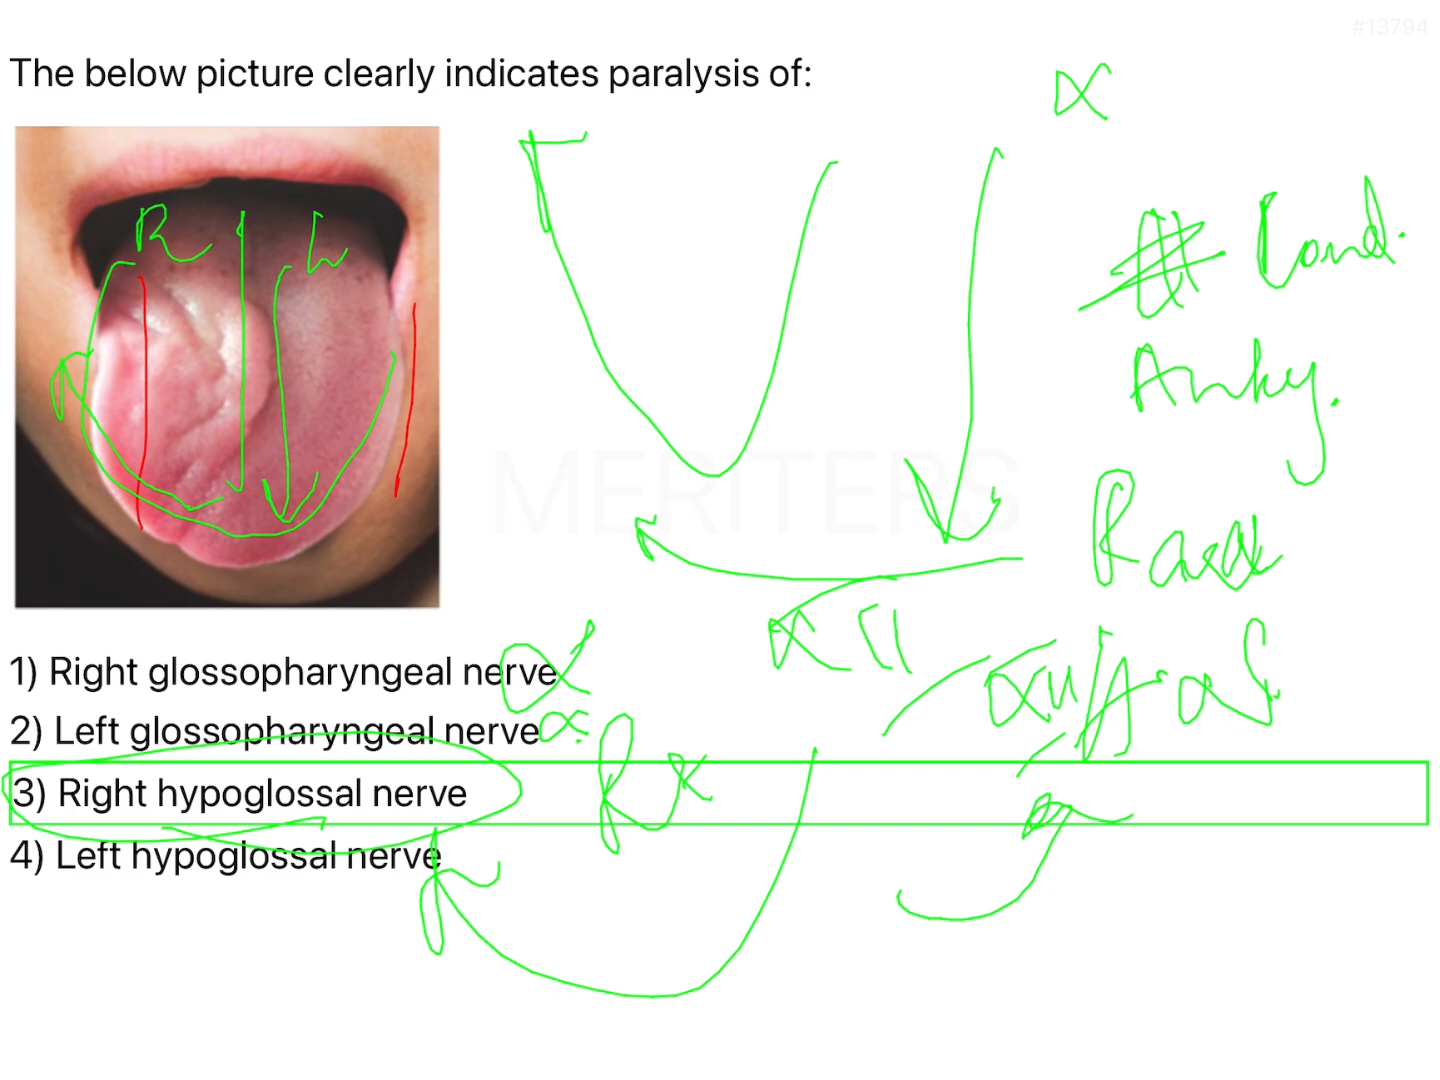 #13794
The below picture clearly indicates paralysis of:
R L
MERITERS
Cond.
Anky.
XII
1) Right glossopharyngeal nerve
2) Left glossopharyngeal nerve
3) Right hypoglossal nerve
4) Left hypoglossal nerve